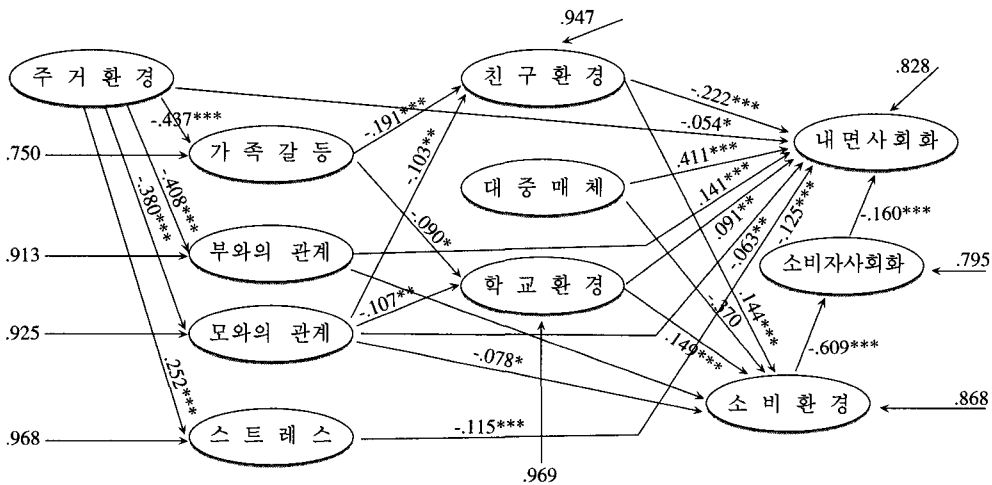 .947
주 거 환 경
친 구 환 경
.828
-.222***
-.054*
-.437***
-.191***
내 면 사 회 화
.750
가 족 갈 등
-.103**
.411***
대 중 매 체
.141***
-.408***
-.380***
.091**
-.063**
-.125***
-.160***
-.090*
.913
부 와 의 관 계
학 교 환 경
소비자사회화
.795
-.107**
.144***
-.370
.925
모 와 의 관 계
-.078*
.149***
-.609***
.252***
소 비 환 경
.868
.968
스 트 레 스
-.115***
.969